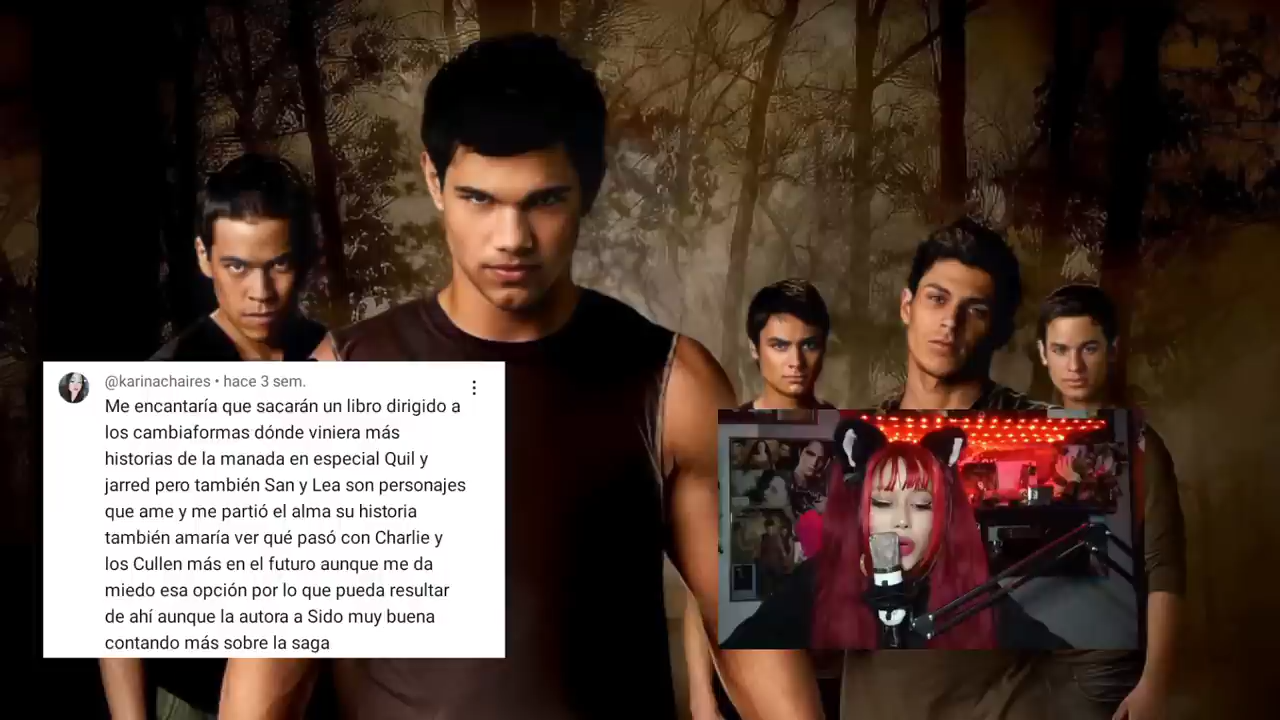 @karinachaires • hace 3 sem.
Me encantaría que sacarán un libro dirigido a
los cambiaformas dónde viniera más
historias de la manada en especial Quil y
jarred pero también San y Lea son personajes
que ame y me partió el alma su historia
también amaría ver qué pasó con Charlie y
los Cullen más en el futuro aunque me da
miedo esa opción por lo que pueda resultar
de ahí aunque la autora a Sido muy buena
contando más sobre la saga